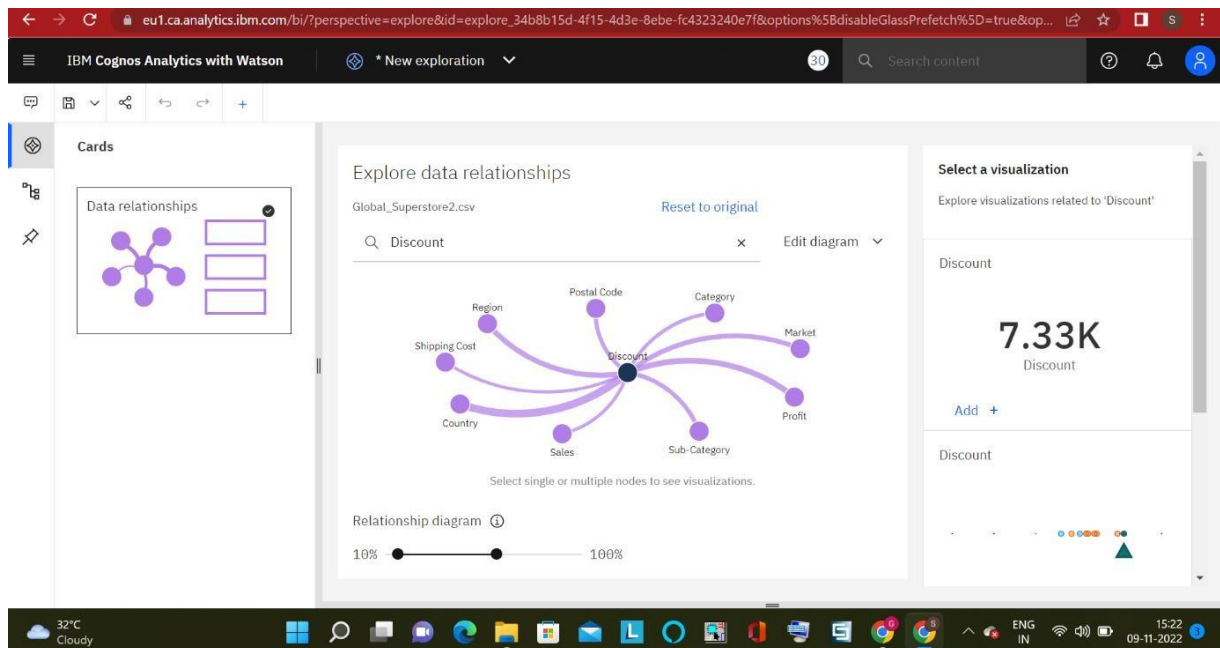 eu1.ca.analytics.ibm.com/bi/?perspective=explore&id=explore_34b8b15d-4f15-4d3e-8ebe-fc4323240e7f&options%5BdisableGlassPrefetch%5D=true&op...
S
IBM Cognos Analytics with Watson
* New exploration
30
Search content
Cards
Data relationships
Explore data relationships
Global_Superstore2.csv
Reset to original
Discount
Edit diagram
Postal Code
Category
Region
Market
Shipping Cost
Discount
Country
Profit
Sales
Sub-Category
Select single or multiple nodes to see visualizations.
Relationship diagram
10%
100%
Select a visualization
Explore visualizations related to 'Discount'
Discount
7.33K
Discount
Add +
Discount
32°C
Cloudy
L
G
S
ENG
IN
15:22
09-11-2022
3